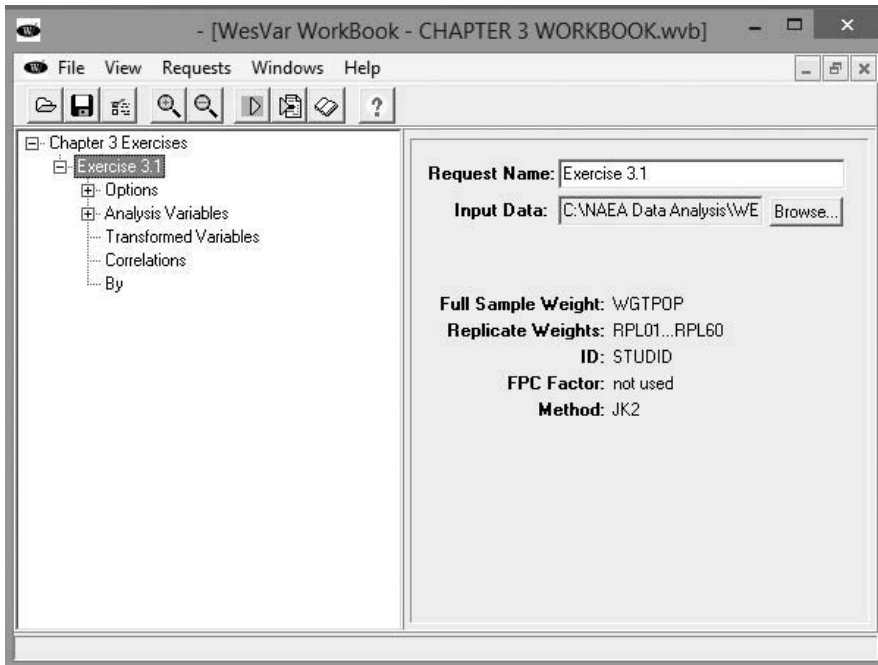 - [WesVar WorkBook - CHAPTER 3 WORKBOOK.wvb]
File View Requests Windows Help
?
Chapter 3 Exercises
Exercise 3.1
Options
Analysis Variables
Transformed Variables
Correlations
By
Request Name: Exercise 3.1
Input Data: C:\NAEA Data Analysis\WE Browse...
Full Sample Weight: WGTPOP
Replicate Weights: RPL01...RPL60
ID: STUDID
FPC Factor: not used
Method: JK2